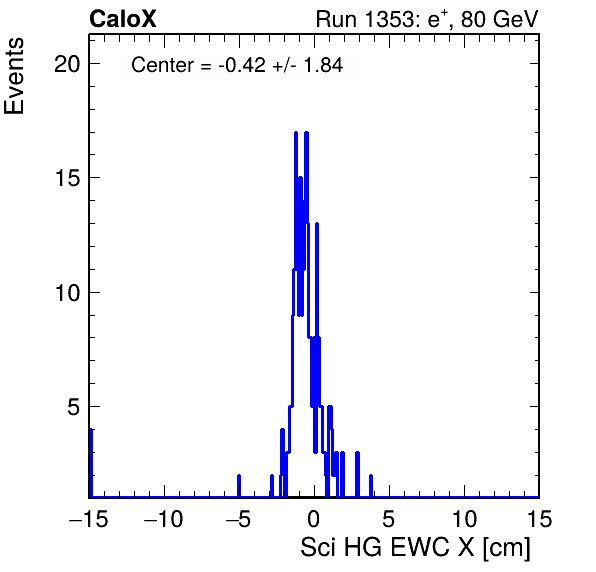 CaloX Run 1353: e⁺, 80 GeV
Center = -0.42 +/- 1.84
Events
20
15
10
5
−15 −10 −5 0 5 10 15
Sci HG EWC X [cm]